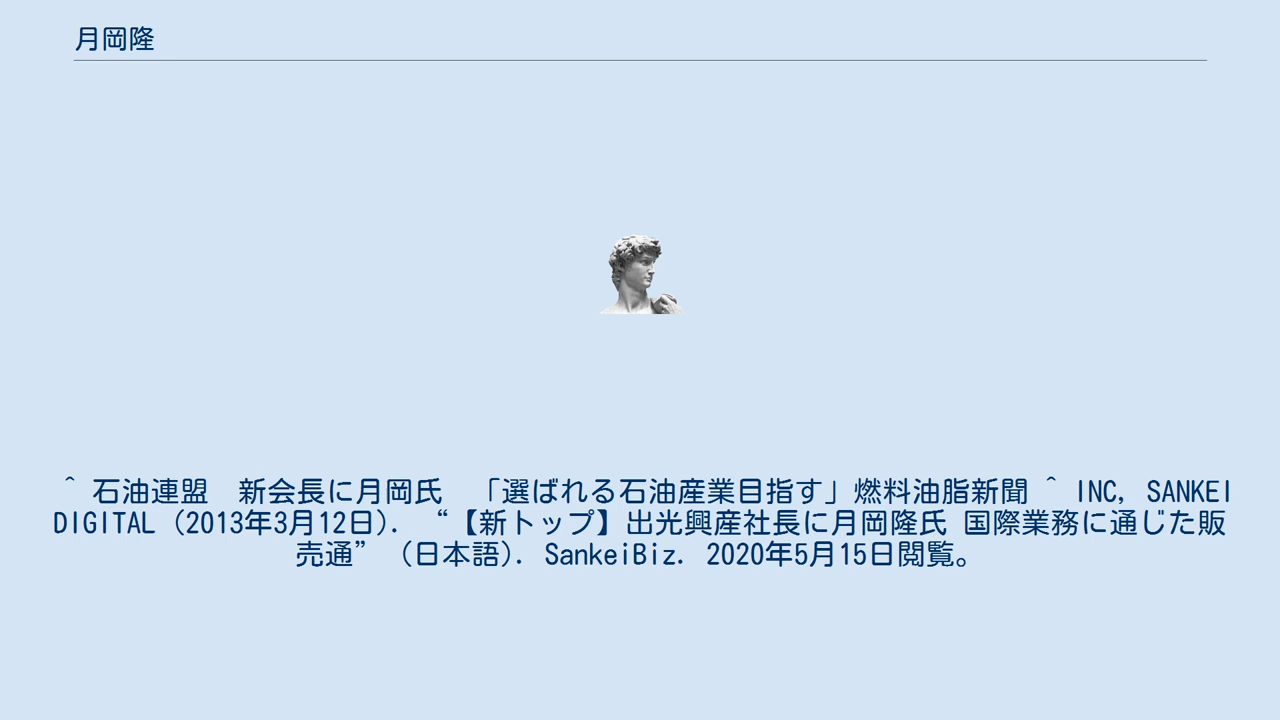 月岡隆
^ 石油連盟　新会長に月岡氏　「選ばれる石油産業目指す」燃料油脂新聞 ^ INC, SANKEI
DIGITAL (2013年3月12日). “【新トップ】出光興産社長に月岡隆氏 国際業務に通じた販
売通” (日本語). SankeiBiz. 2020年5月15日閲覧。